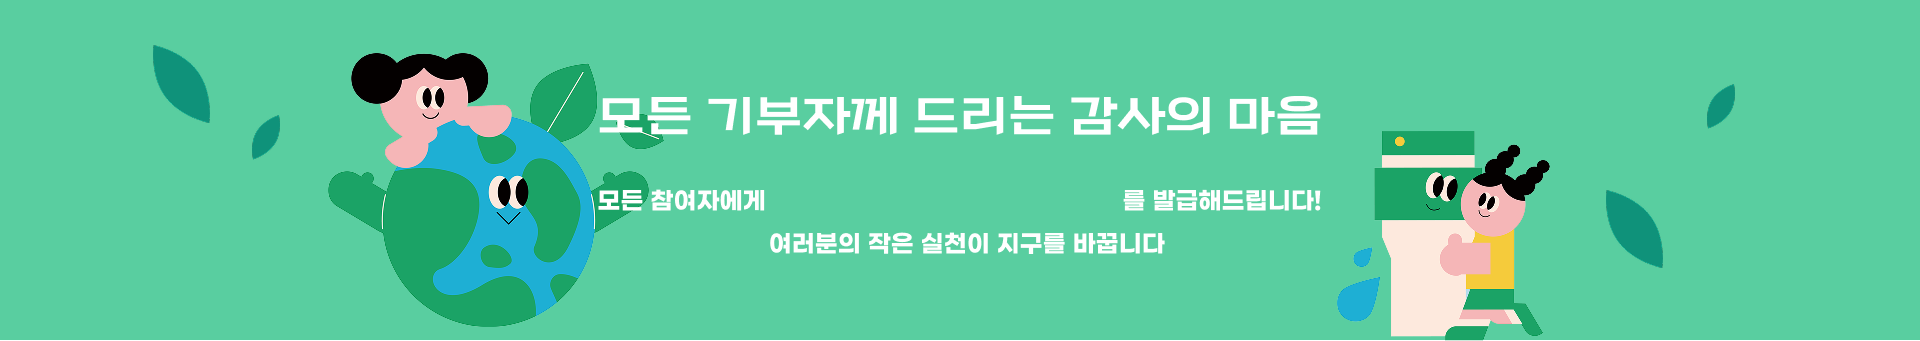 모든 기부자께 드리는 감사의 마음
모든 참여자에게 를 발급해드립니다!
여러분의 작은 실천이 지구를 바꿉니다